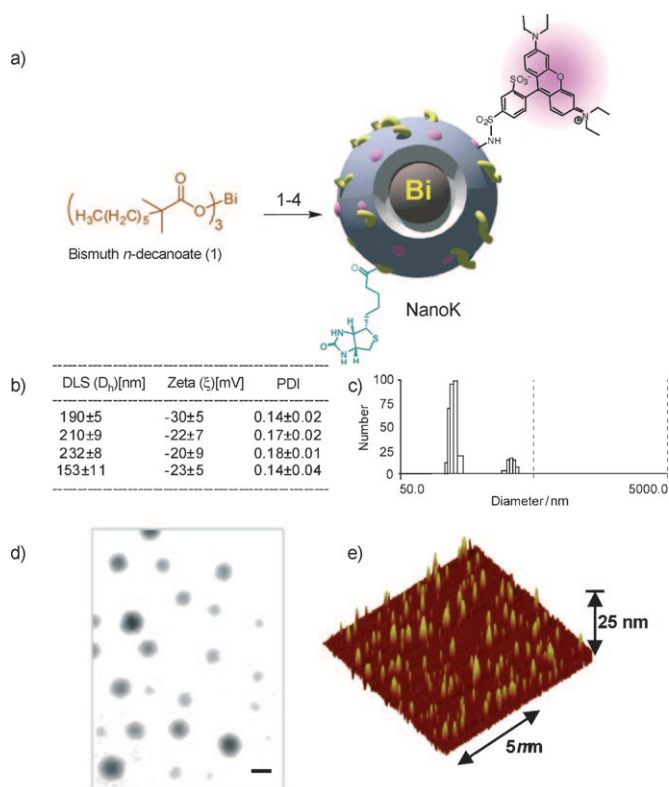 a)
N
N
O
SO3-
O2S
NH
Bi
(H3C(H2C)5 O O)3 Bi
1-4
Bismuth n-decanoate (1)
NanoK
O
H
HN
S
O
N
H
H
b)
DLS (Dh)[nm] Zeta (ξ)[mV] PDI
190±5 -30±5 0.14±0.02
210±9 -22±7 0.17±0.02
232±8 -20±9 0.18±0.01
153±11 -23±5 0.14±0.04
c)
Number
100
75
50
25
0
50.0 5000.0
Diameter/nm
d)
e)
25 nm
5mm